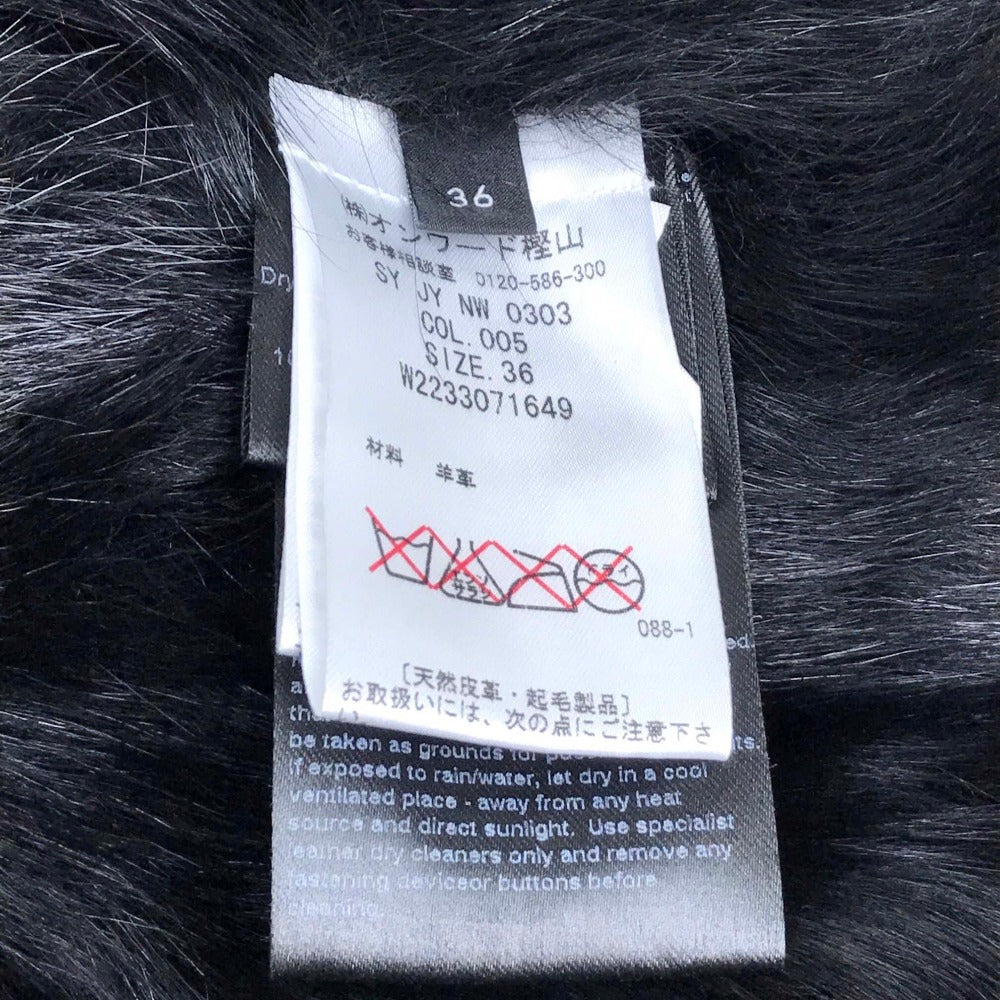 36
(株)オンワード樫山
お客様相談室 0120-586-300
SY JY NW 0303
COL.005
SIZE.36
W2233071649
材料 羊革
ドライ
088-1
[天然皮革・起毛製品]
お取扱いには、次の点にご注意下さ
Dry
be taken as grounds for
If exposed to rain/water, let dry in a cool
ventilated place - away from any heat
source and direct sunlight. Use specialist
leather dry cleaners only and remove any
fastening deviceor buttons before
cleaning.